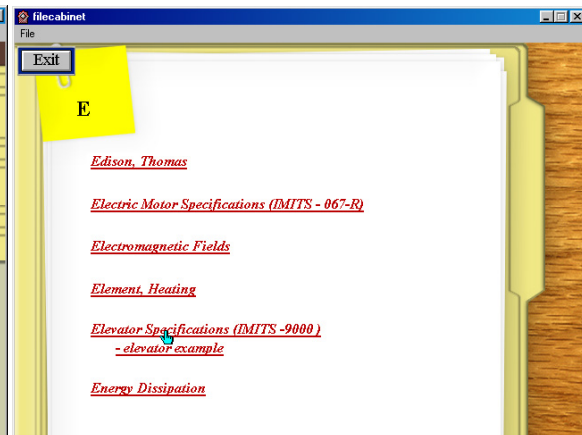 filecabinet
File
Exit
E
Edison, Thomas
Electric Motor Specifications (IMITS - 067-R)
Electromagnetic Fields
Element, Heating
Elevator Specifications (IMITS -9000 )
- elevator example
Energy Dissipation